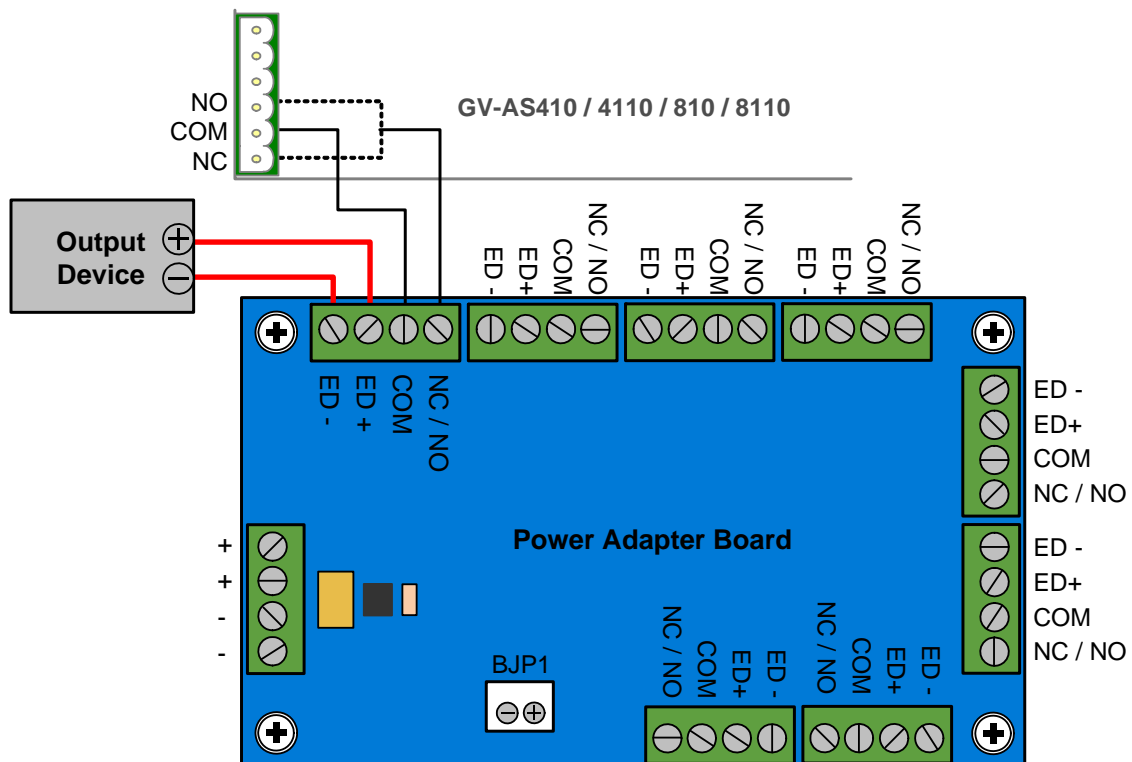 NO
COM
NC
GV-AS410 / 4110 / 810 / 8110
Output
Device
+
−
ED -
ED+
COM
NC / NO
ED -
ED+
COM
NC / NO
ED -
ED+
COM
NC / NO
ED -
ED +
COM
NC / NO
ED -
ED+
COM
NC / NO
Power Adapter Board
+
+
-
-
ED -
ED+
COM
NC / NO
BJP1
− +
NC / NO
COM
ED+
ED -
NC / NO
COM
ED+
ED -